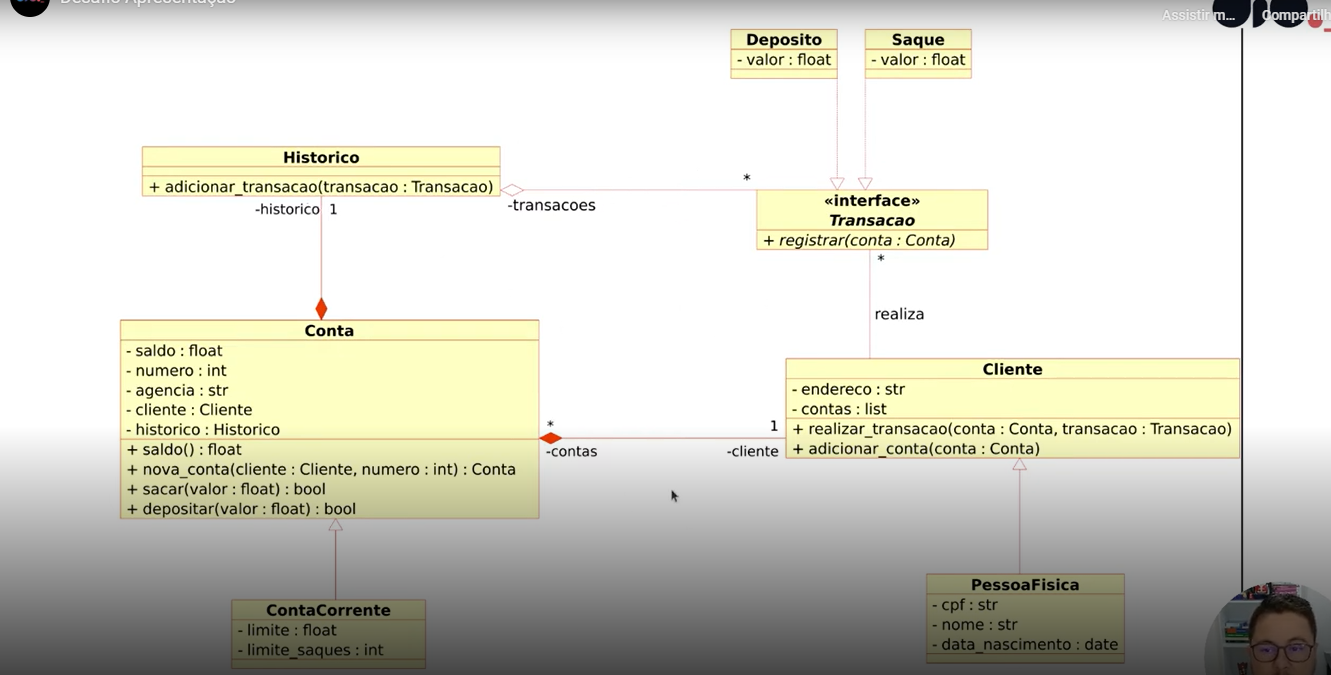 Desafio Apresentação
Assistir m...
Compartilh
Deposito
- valor : float
Saque
- valor : float
Historico
+ adicionar_transacao(transacao : Transacao)
-historico 1
-transacoes
*
«interface»
Transacao
+ registrar(conta : Conta)
*
realiza
Conta
- saldo : float
- numero : int
- agencia : str
- cliente : Cliente
- historico : Historico
+ saldo() : float
+ nova_conta(cliente : Cliente, numero : int) : Conta
+ sacar(valor : float) : bool
+ depositar(valor : float) : bool
*
-contas
1
-cliente
Cliente
- endereco : str
- contas : list
+ realizar_transacao(conta : Conta, transacao : Transacao)
+ adicionar_conta(conta : Conta)
ContaCorrente
- limite : float
- limite_saques : int
PessoaFisica
- cpf : str
- nome : str
- data_nascimento : date